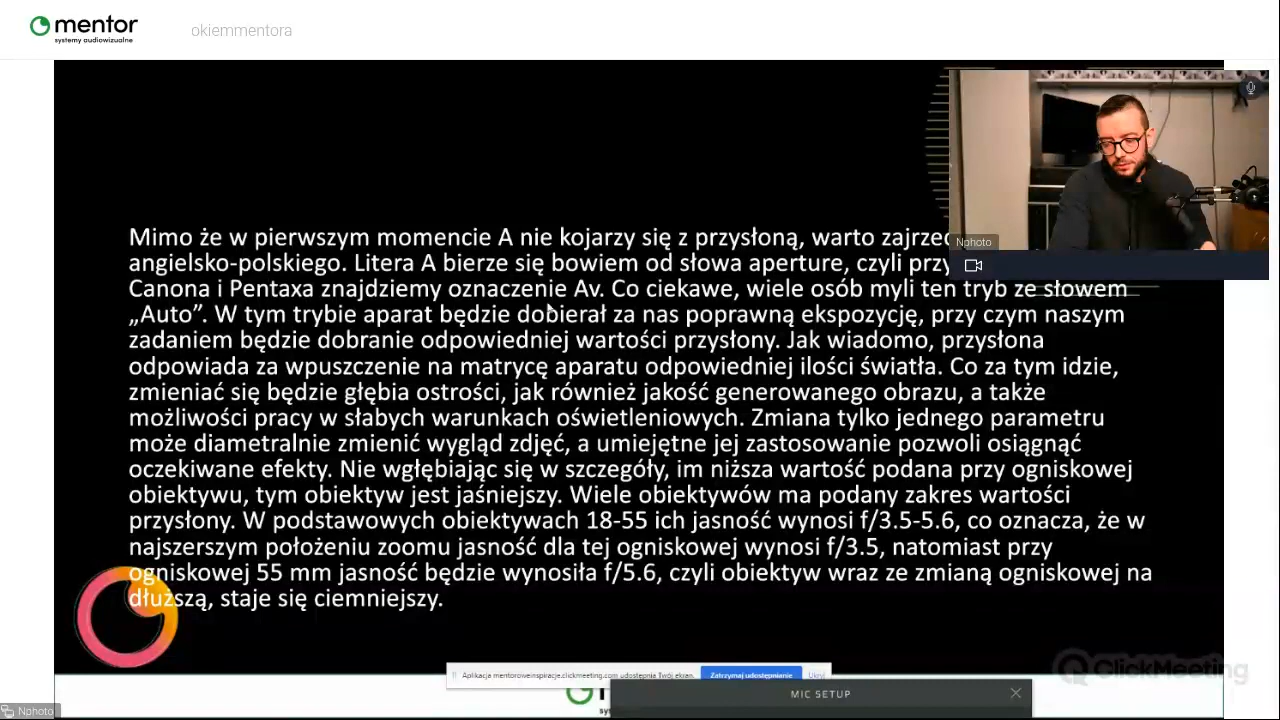 mentor
systemy audiowizualne
okiemmentora
Nphoto
Mimo że w pierwszym momencie A nie kojarzy się z przysłoną, warto zajrzeć
angielsko-polskiego. Litera A bierze się bowiem od słowa aperture, czyli
Canona i Pentaxa znajdziemy oznaczenie Av. Co ciekawe, wiele osób myli ten tryb ze słowem
„Auto”. W tym trybie aparat będzie dobierał za nas poprawną ekspozycję, przy czym naszym
zadaniem będzie dobranie odpowiedniej wartości przysłony. Jak wiadomo, przysłona
odpowiada za wpuszczenie na matrycę aparatu odpowiedniej ilości światła. Co za tym idzie,
zmieniać się będzie głębia ostrości, jak również jakość generowanego obrazu, a także
możliwości pracy w słabych warunkach oświetleniowych. Zmiana tylko jednego parametru
może diametralnie zmienić wygląd zdjęć, a umiejętne jej zastosowanie pozwoli osiągnąć
oczekiwane efekty. Nie wgłębiając się w szczegóły, im niższa wartość podana przy ogniskowej
obiektywu, tym obiektyw jest jaśniejszy. Wiele obiektywów ma podany zakres wartości
przysłony. W podstawowych obiektywach 18-55 ich jasność wynosi f/3.5-5.6, co oznacza, że w
najszerszym położeniu zoomu jasność dla tej ogniskowej wynosi f/3.5, natomiast przy
ogniskowej 55 mm jasność będzie wynosiła f/5.6, czyli obiektyw wraz ze zmianą ogniskowej na
dłuższą, staje się ciemniejszy.
ClickMeeting
Aplikacja mentoroweinspiracje.clickmeeting.com udostępnia Twój ekran.
Zatrzymaj udostępnianie
Ukryj
MIC SETUP
Nphoto